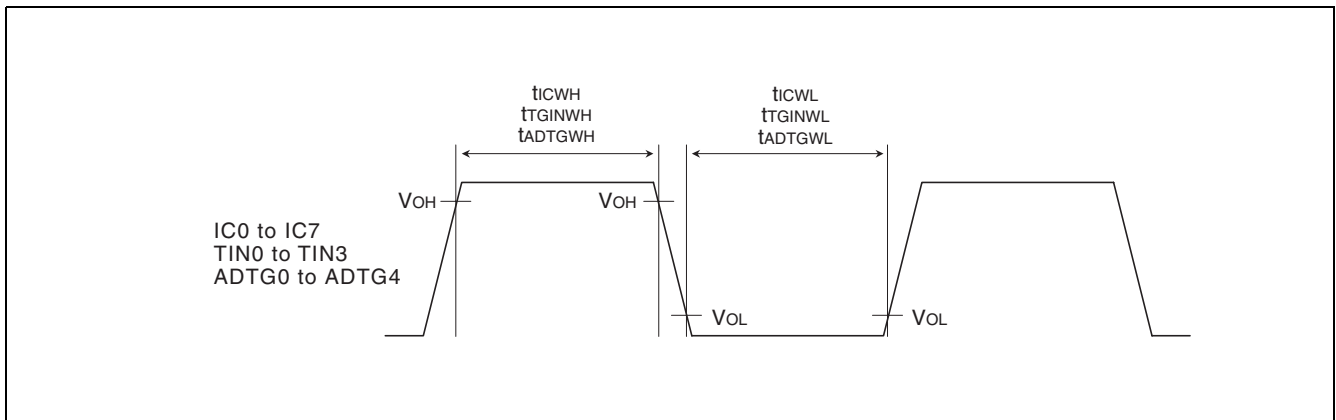 tICWH
tTGINWH
tADTGWH
tICWL
tTGINWL
tADTGWL
VOH
VOH
IC0 to IC7
TIN0 to TIN3
ADTG0 to ADTG4
VOL
VOL